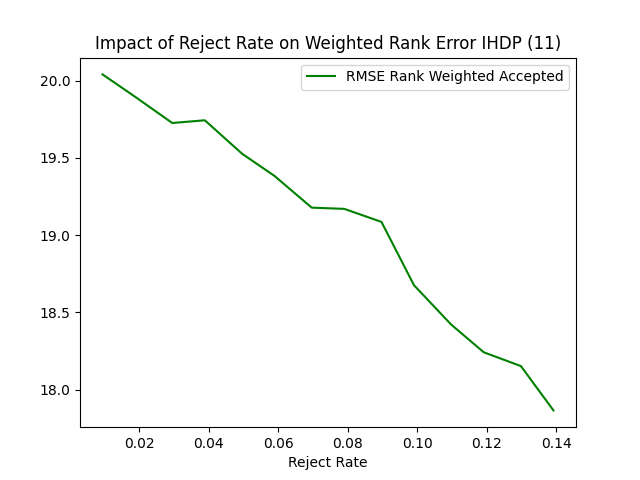 Impact of Reject Rate on Weighted Rank Error IHDP (11)
RMSE Rank Weighted Accepted
20.0
19.5
19.0
18.5
18.0
0.02 0.04 0.06 0.08 0.10 0.12 0.14
Reject Rate